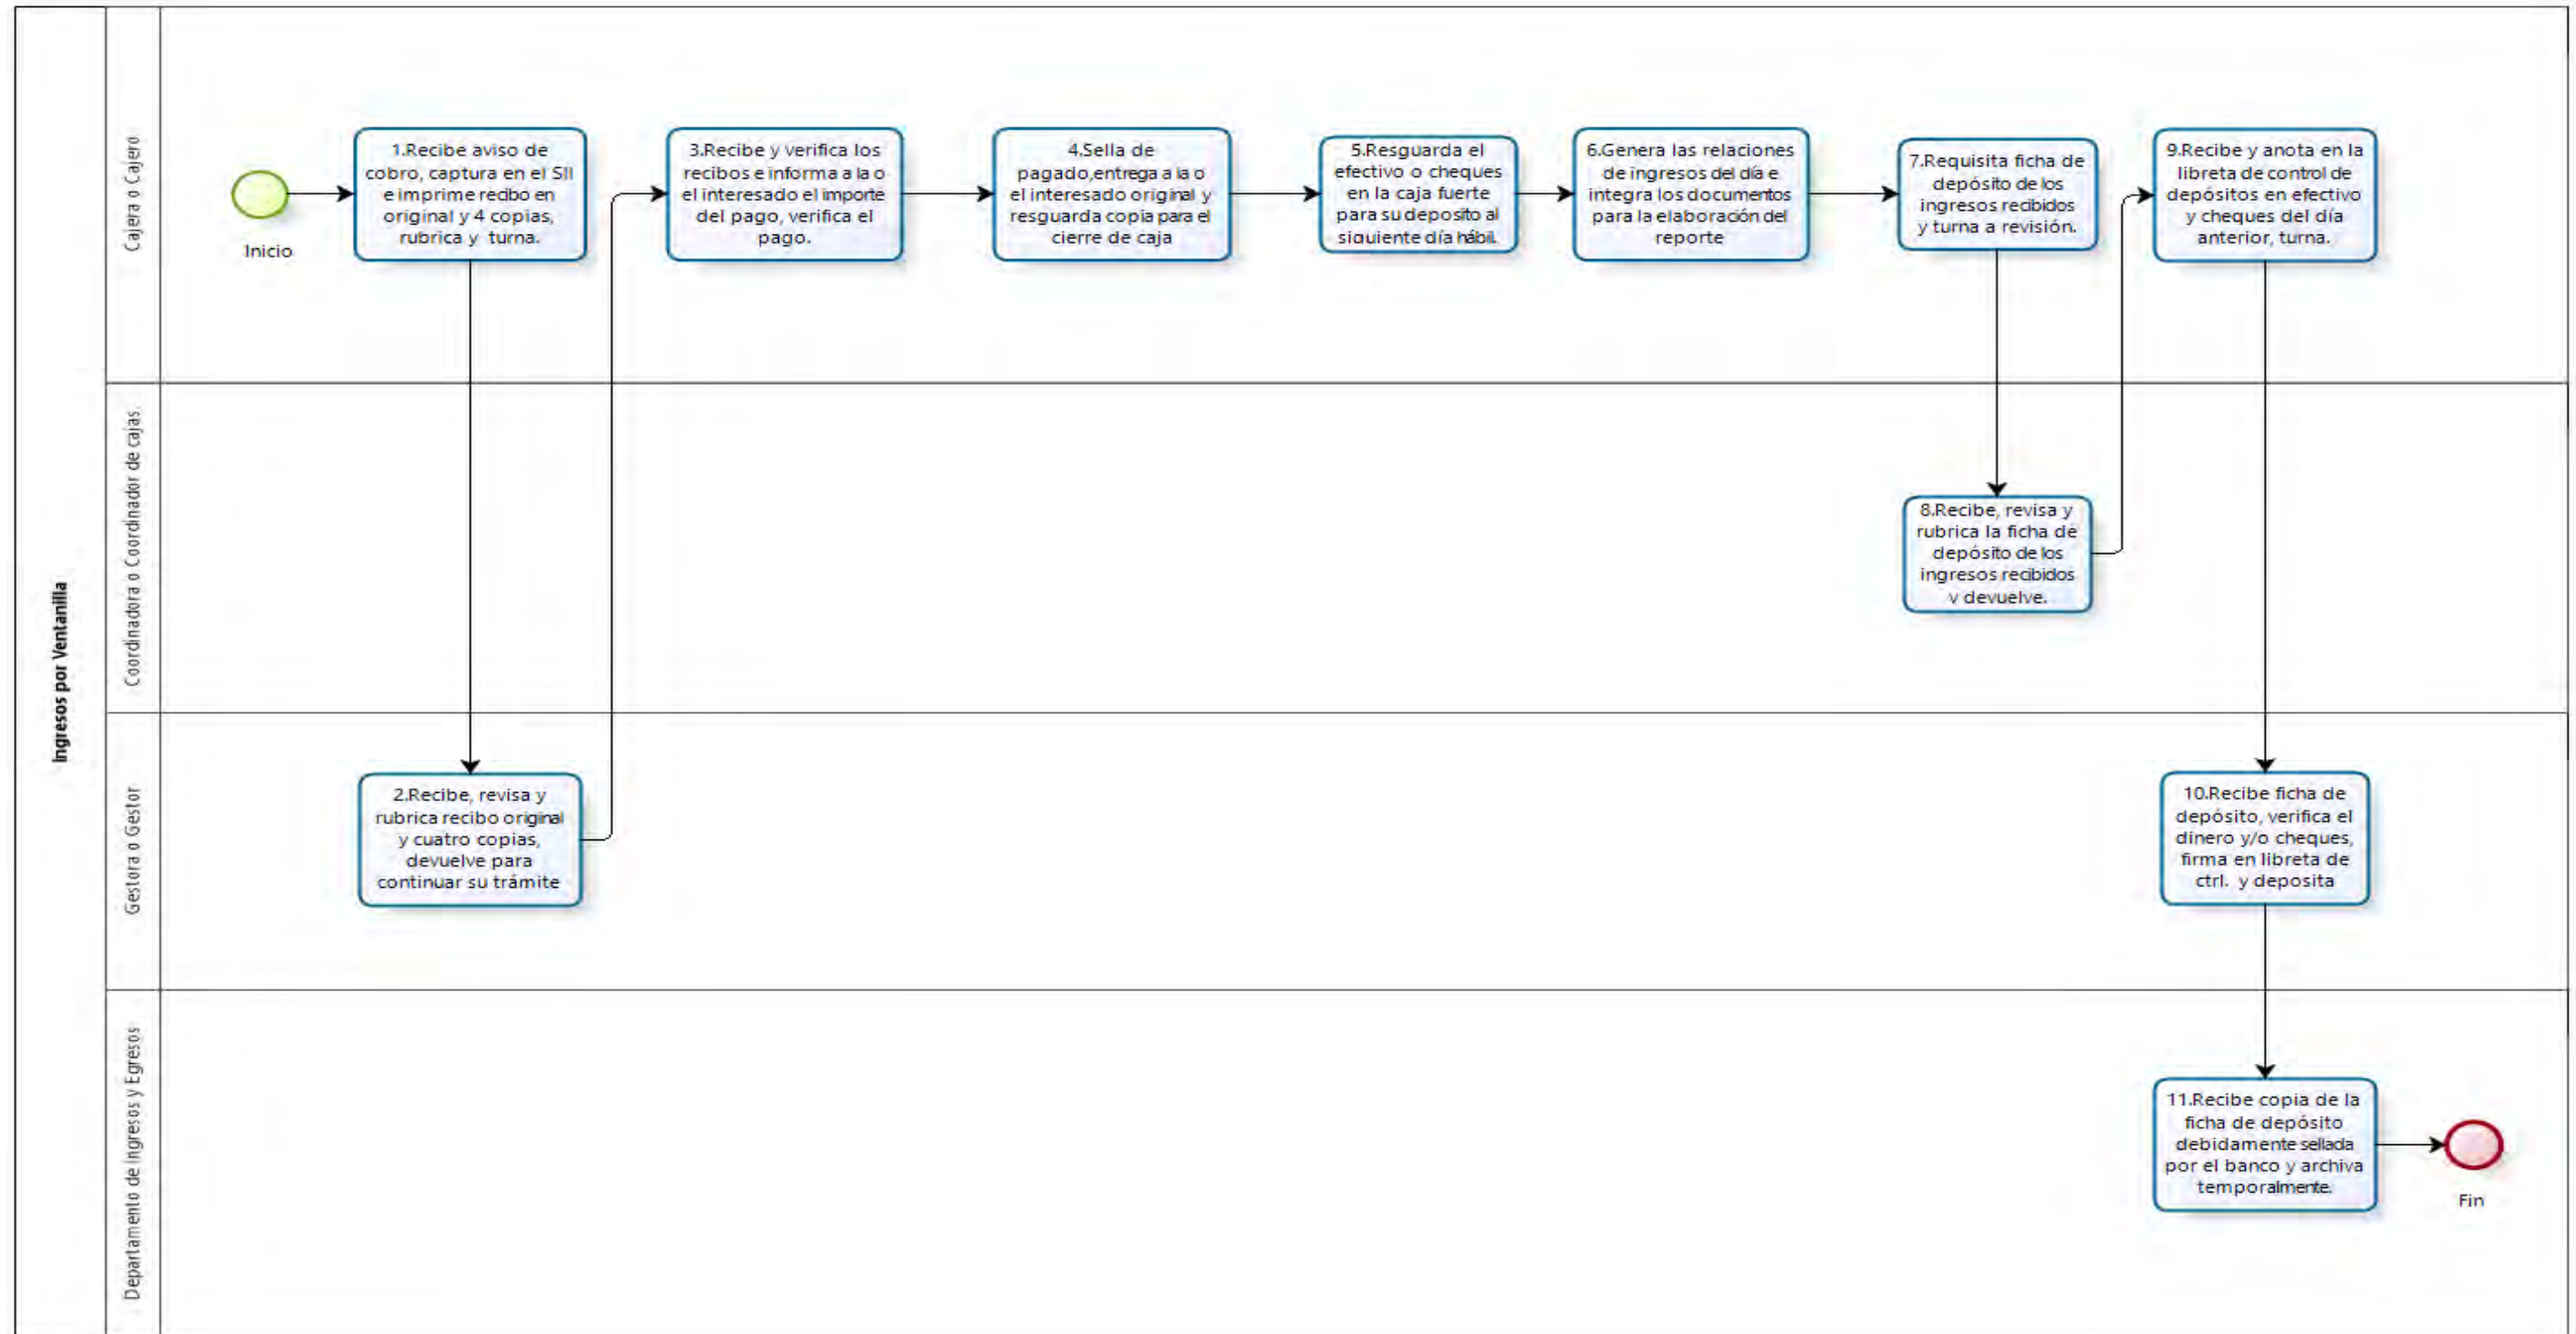 Ingresos por Ventanilla
Cajera o Cajero
Inicio
1.Recibe aviso de
cobro, captura en el SII
e imprime recibo en
original y 4 copias,
rubrica y turna.
3.Recibe y verifica los
recibos e informa a la o
el interesado el importe
del pago, verifica el
pago.
4.Sella de
pagado,entrega a la o
el interesado original y
resguarda copia para el
cierre de caja
5.Resguarda el
efectivo o cheques
en la caja fuerte
para su deposito al
siguiente día hábil.
6.Genera las relaciones
de ingresos del día e
integra los documentos
para la elaboración del
reporte
7.Requisita ficha de
depósito de los
ingresos recibidos
y turna a revisión.
9.Recibe y anota en la
libreta de control de
depósitos en efectivo
y cheques del día
anterior, turna.
Coordinadora o Coordinador de cajas.
8.Recibe, revisa y
rubrica la ficha de
depósito de los
ingresos recibidos
y devuelve.
Gestora o Gestor
2.Recibe, revisa y
rubrica recibo original
y cuatro copias,
devuelve para
continuar su trámite
10.Recibe ficha de
depósito, verifica el
dinero y/o cheques,
firma en libreta de
ctrl. y deposita
Departamento de Ingresos y Egresos
11.Recibe copia de la
ficha de depósito
debidamente sellada
por el banco y archiva
temporalmente.
Fin